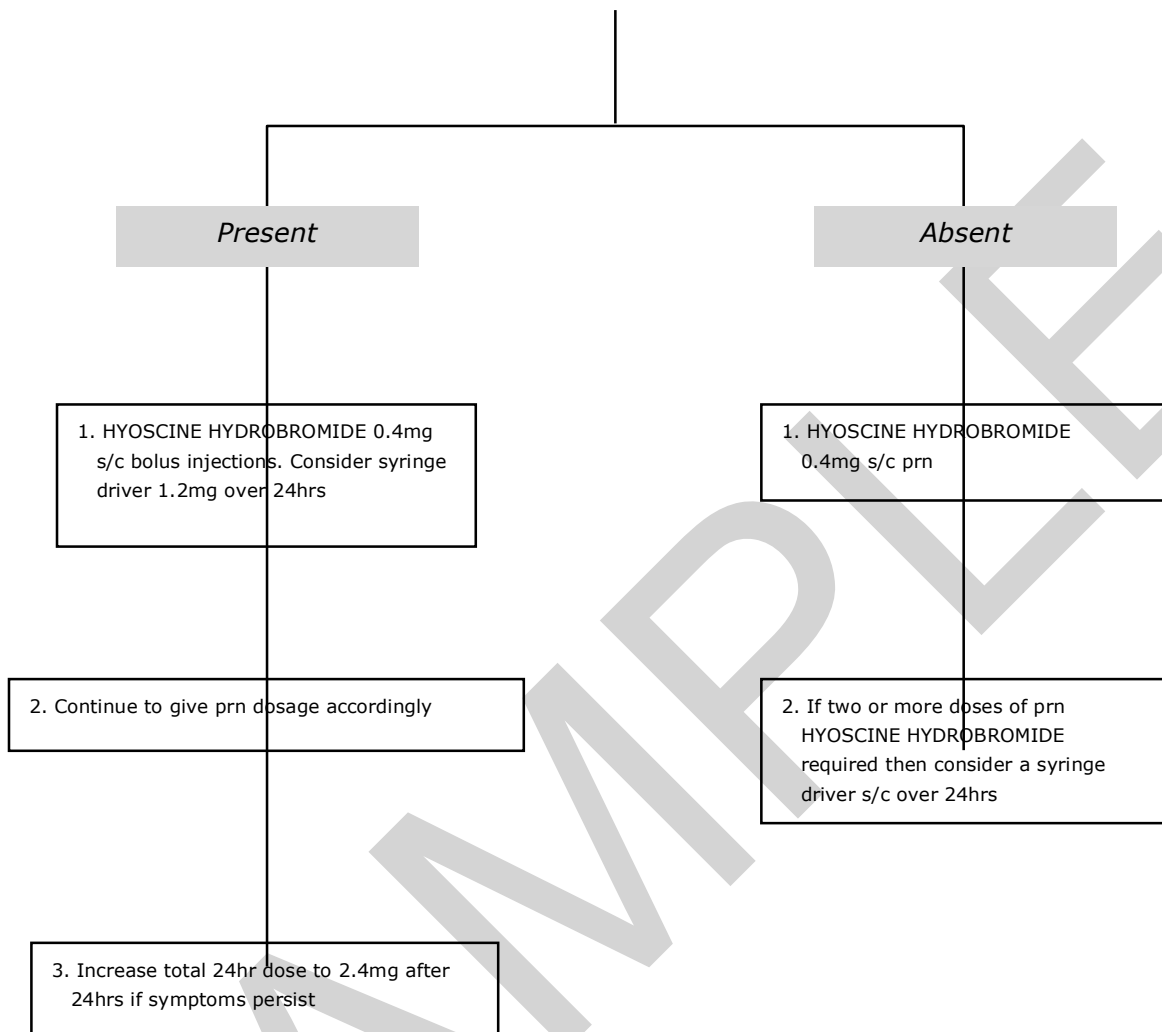 Present
1. HYOSCINE HYDROBROMIDE 0.4mg
s/c bolus injections. Consider syringe
driver 1.2mg over 24hrs
2. Continue to give prn dosage accordingly
3. Increase total 24hr dose to 2.4mg after
24hrs if symptoms persist
Absent
1. HYOSCINE HYDROBROMIDE
0.4mg s/c prn
2. If two or more doses of prn
HYOSCINE HYDROBROMIDE
required then consider a syringe
driver s/c over 24hrs
AMPLE